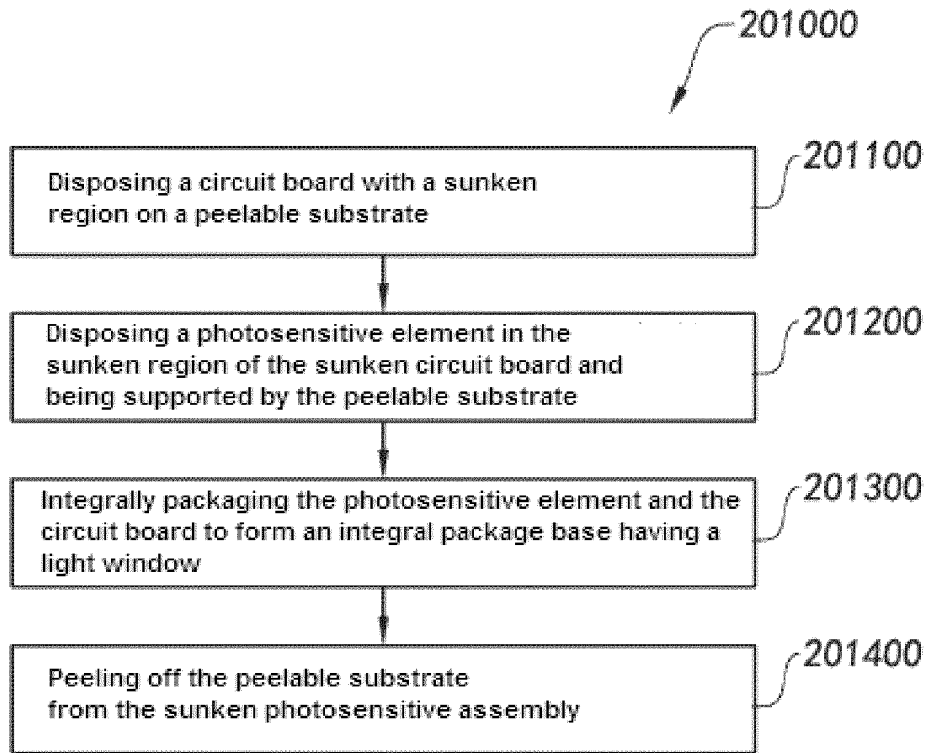 201000
201100
Disposing a circuit board with a sunken
region on a peelable substrate
201200
Disposing a photosensitive element in the
sunken region of the sunken circuit board and
being supported by the peelable substrate
201300
Integrally packaging the photosensitive element and the
circuit board to form an integral package base having a
light window
201400
Peeling off the peelable substrate
from the sunken photosensitive assembly